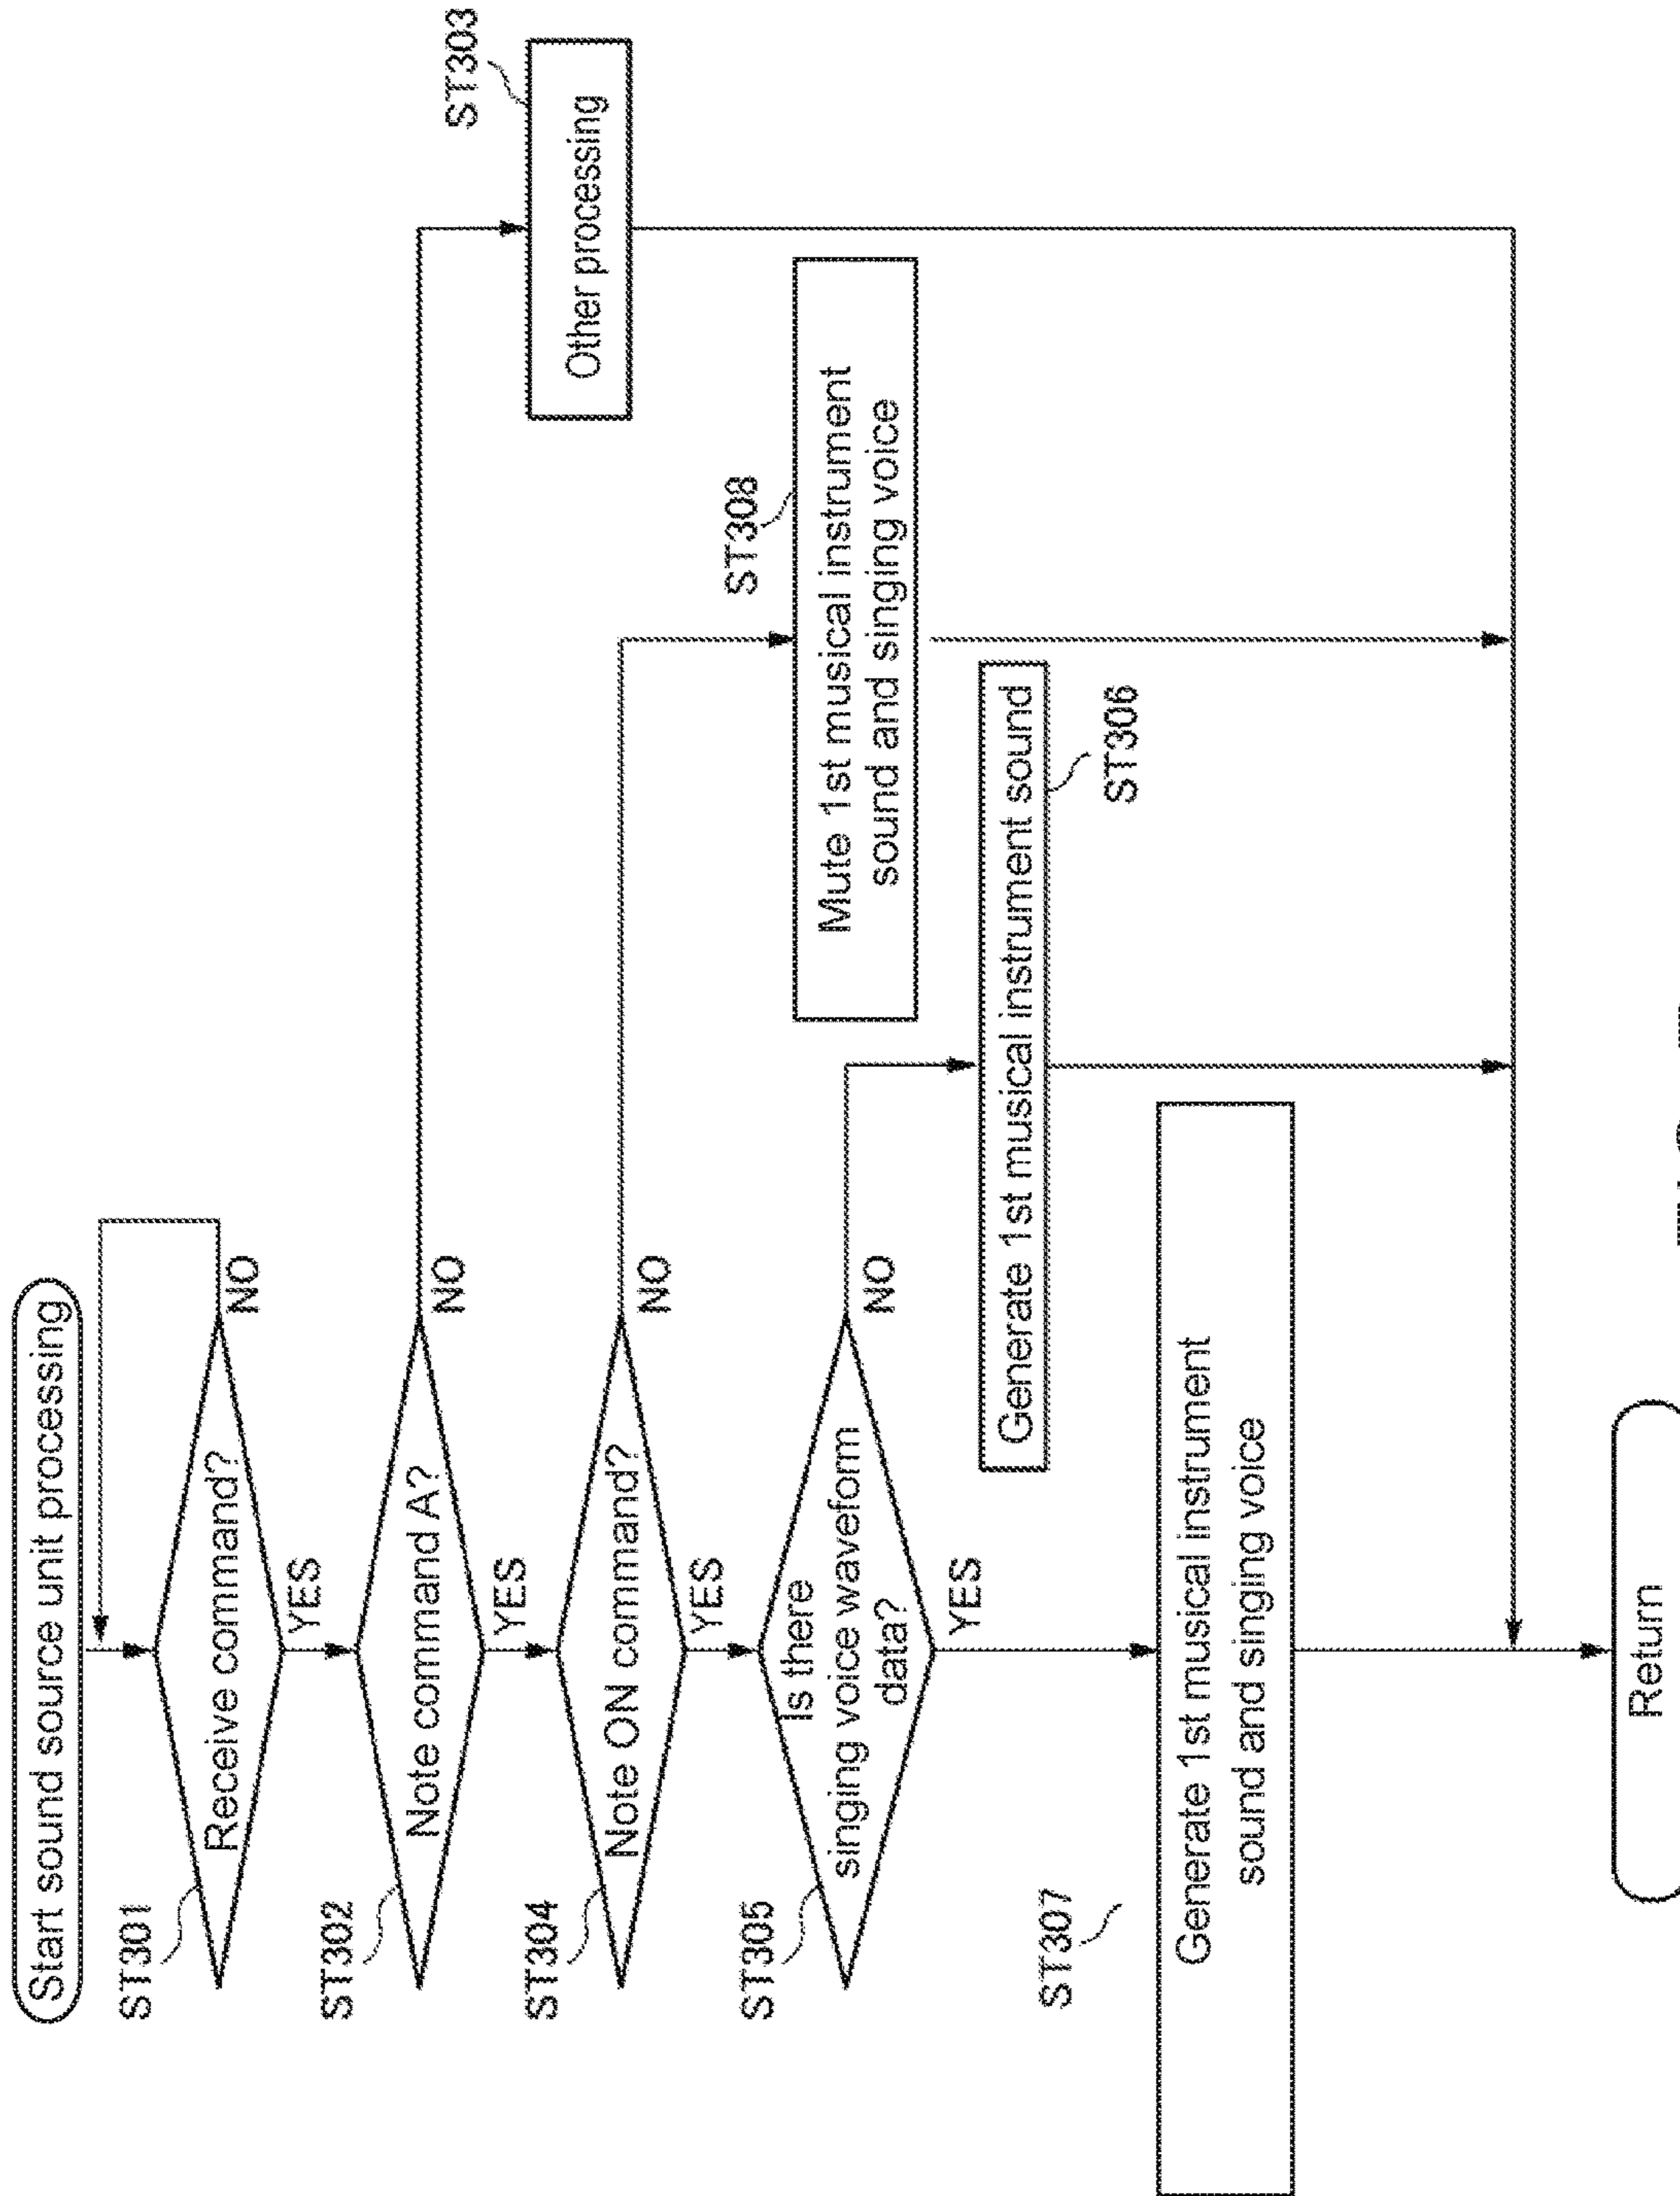 Start sound source unit processing
ST301
Receive command?
NO
YES
ST302
Note command A?
NO
YES
ST303
Other processing
ST304
Note ON command?
NO
YES
ST308
Mute 1st musical instrument
sound and singing voice
ST305
Is there
singing voice waveform
data?
NO
YES
ST306
Generate 1st musical instrument sound
ST307
Generate 1st musical instrument
sound and singing voice
Return